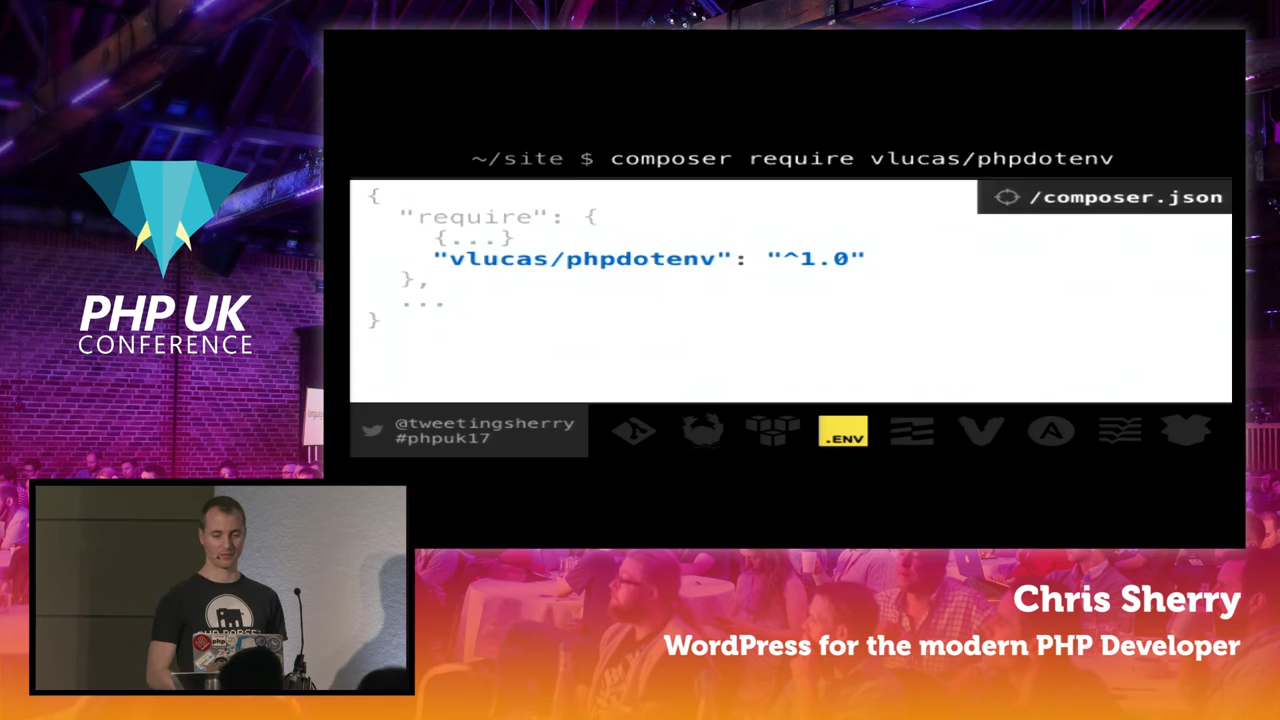 ~/site $ composer require vlucas/phpdotenv
/composer.json
{
"require": {
{...}
"vlucas/phpdotenv": "^1.0"
},
...
}
@tweetingsherry
#phpuk17
.ENV
PHP UK
CONFERENCE
php
Chris Sherry
WordPress for the modern PHP Developer